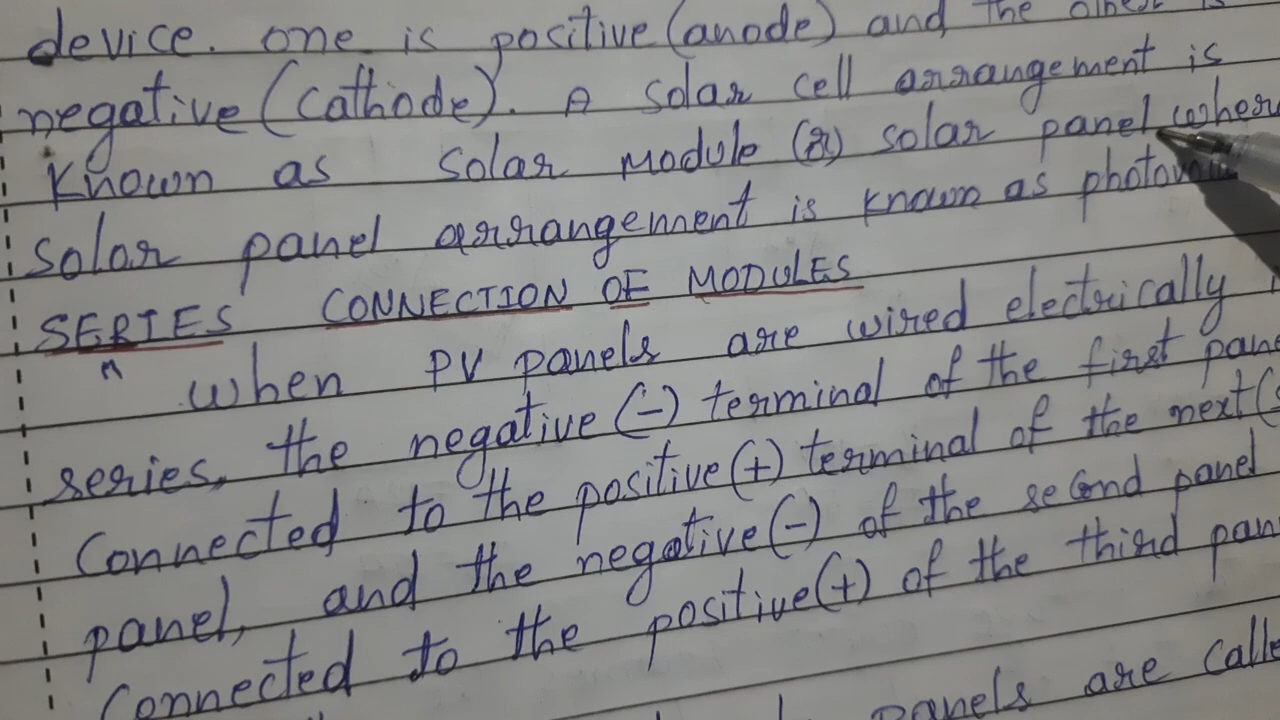 device. one is positive (anode) and the other is
negative (cathode). A solar cell arrangement is
known as solar module (or) solar panel
solar panel arrangement is known as
SERIES CONNECTION OF MODULES
when PV panels are wired electrically
series, the negative (-) terminal of the first
Connected to the positive (+) terminal of the next
panel, and the negative (-) of the second panel
Connected to the positive (+) of the third
panels are